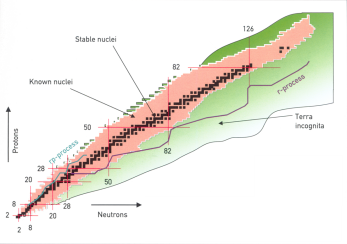 126
Stable nuclei
82
Known nuclei
r-process
Terra
incognita
50
82
Protons
rp-process
28
20
50
8
2
20
28
Neutrons
2
8